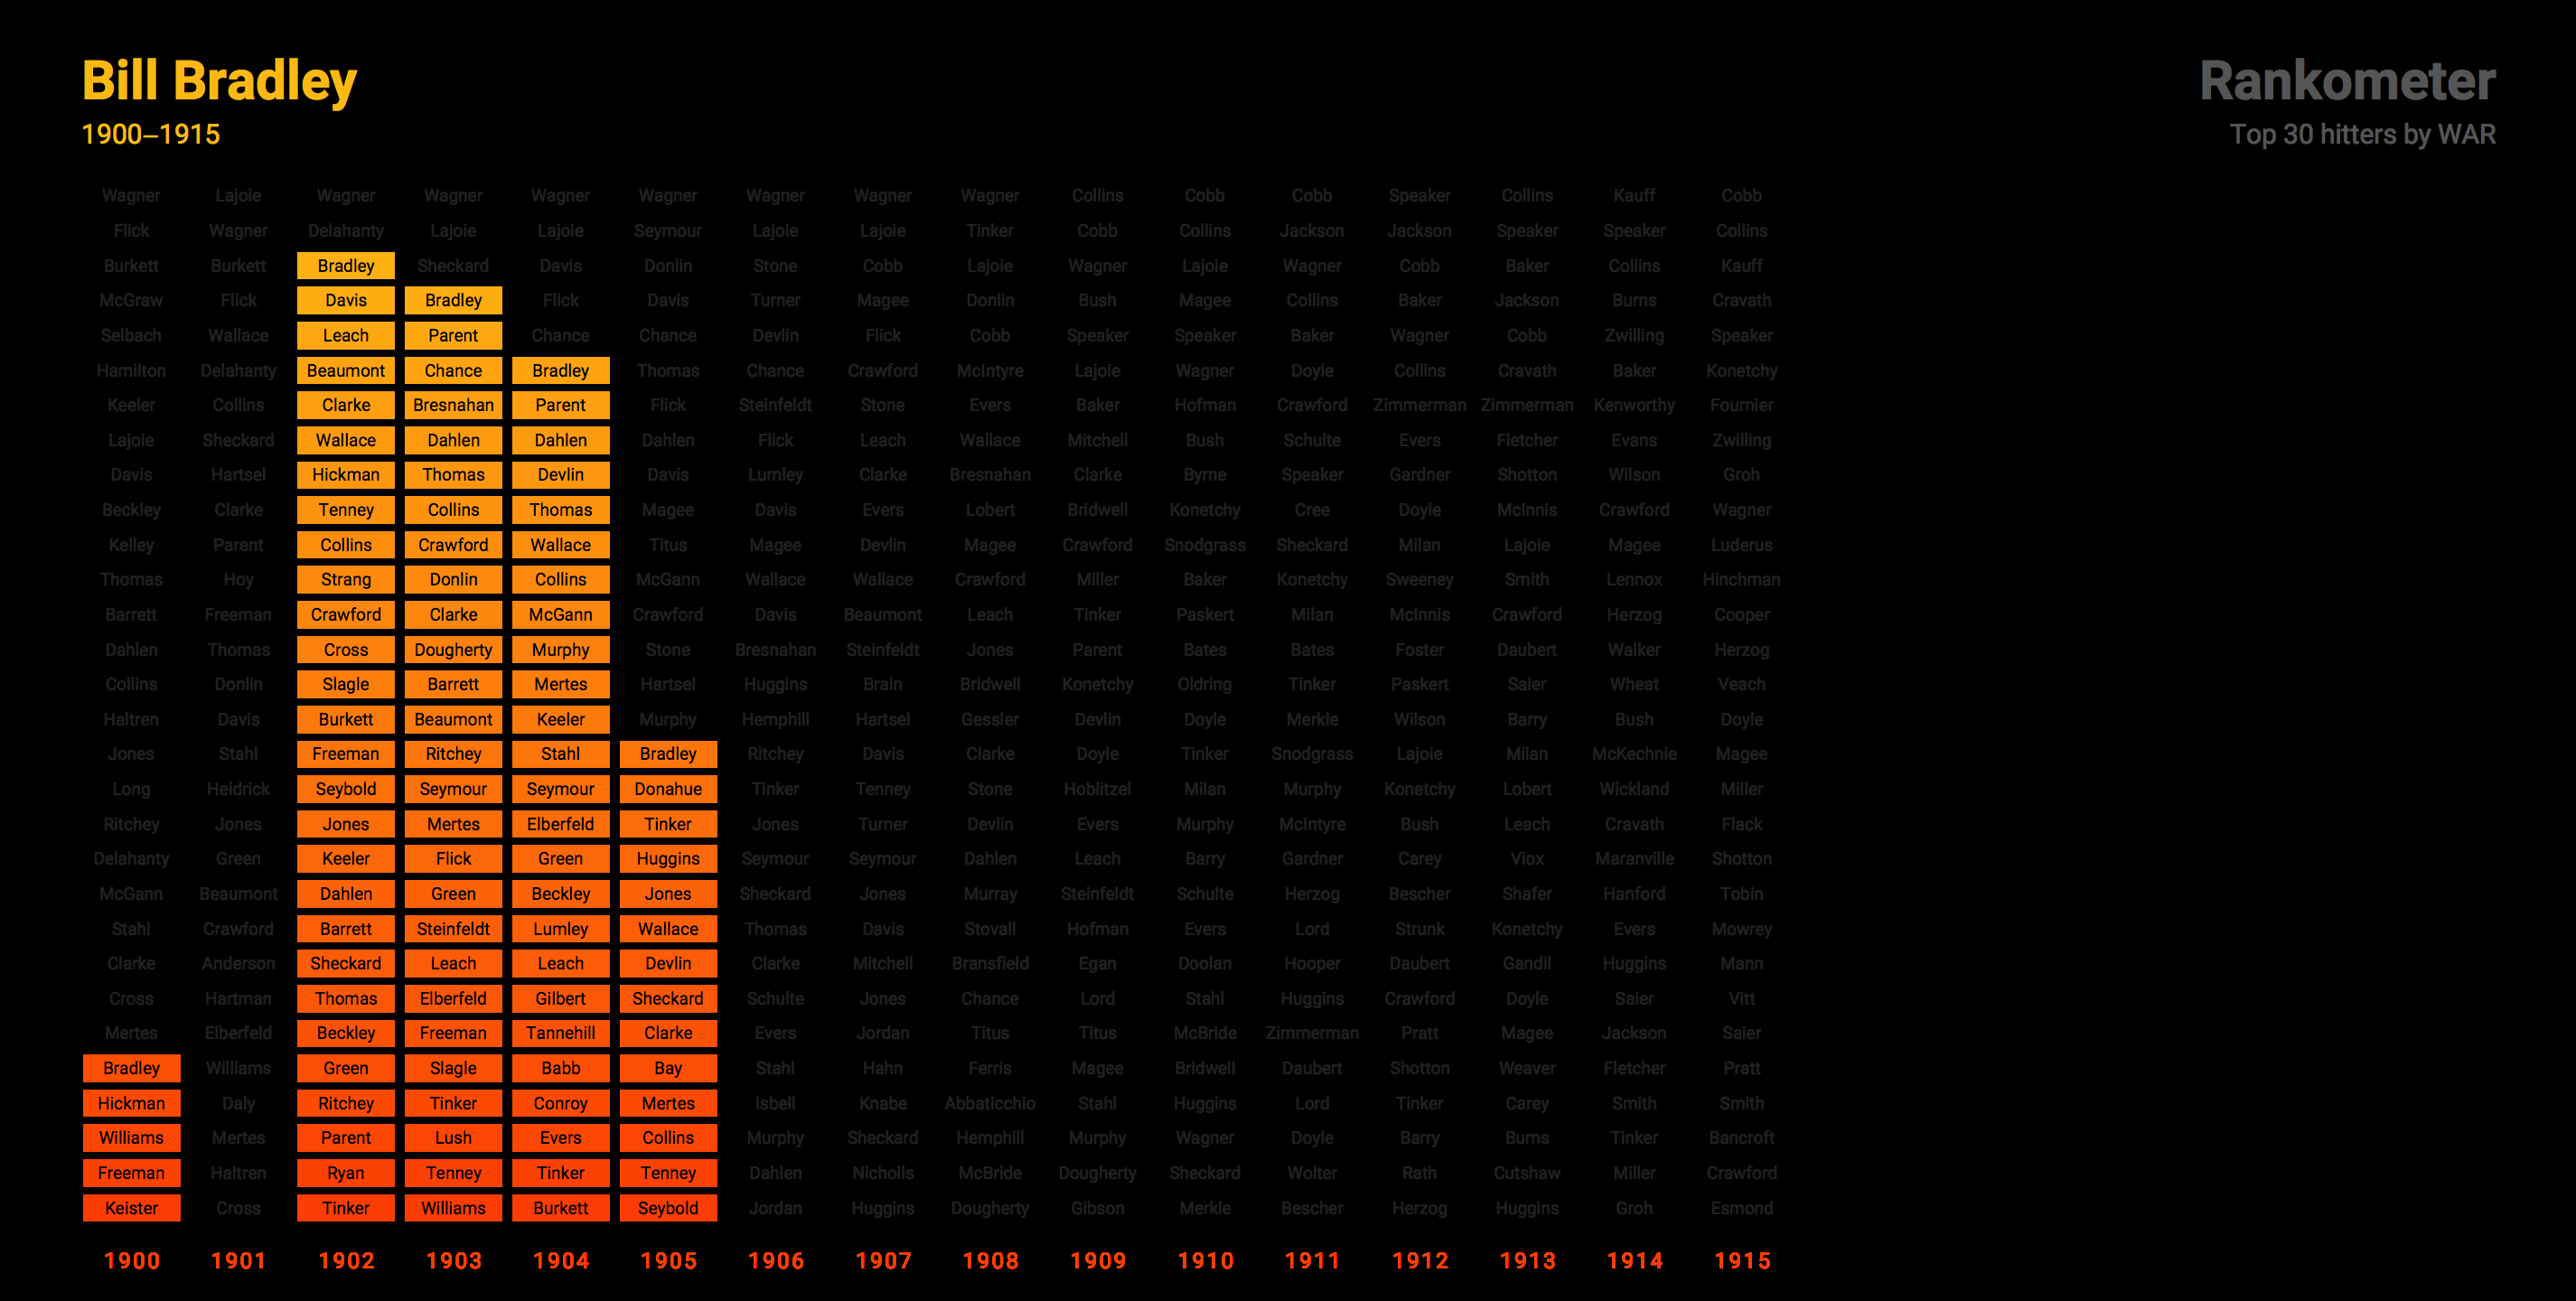 Bill Bradley
1900–1915
Rankometer
Top 30 hitters by WAR
Wagner Lajoie Wagner Wagner Wagner Wagner Wagner Wagner Wagner Collins Cobb Cobb Speaker Collins Kauff Cobb
Flick Wagner Delahanty Lajoie Lajoie Seymour Lajoie Lajoie Tinker Cobb Collins Jackson Jackson Speaker Speaker Collins
Burkett Burkett Bradley Sheckard Davis Donlin Stone Cobb Lajoie Wagner Lajoie Wagner Cobb Baker Collins Kauff
McGraw Flick Davis Bradley Flick Davis Turner Magee Donlin Bush Magee Collins Baker Jackson Burns Cravath
Selbach Wallace Leach Parent Chance Chance Devlin Flick Cobb Speaker Speaker Baker Wagner Cobb Zwilling Speaker
Hamilton Delahanty Beaumont Chance Bradley Thomas Chance Crawford McIntyre Lajoie Wagner Doyle Collins Cravath Baker Konetchy
Keeler Collins Clarke Bresnahan Parent Flick Steinfeldt Stone Evers Baker Hofman Crawford Zimmerman Zimmerman Kenworthy Fournier
Lajoie Sheckard Wallace Dahlen Dahlen Dahlen Flick Leach Wallace Mitchell Bush Schulte Evers Fletcher Evans Zwilling
Davis Hartsel Hickman Thomas Devlin Davis Lumley Clarke Bresnahan Clarke Byrne Speaker Gardner Shotton Wilson Groh
Beckley Clarke Tenney Collins Thomas Magee Davis Evers Lobert Bridwell Konetchy Cree Doyle McInnis Crawford Wagner
Kelley Parent Collins Crawford Wallace Titus Magee Devlin Magee Crawford Snodgrass Sheckard Milan Lajoie Magee Luderus
Thomas Hoy Strang Donlin Collins McGann Wallace Wallace Crawford Miller Baker Konetchy Sweeney Smith Lennox Hinchman
Barrett Freeman Crawford Clarke McGann Crawford Davis Beaumont Leach Tinker Paskert Milan McInnis Crawford Herzog Cooper
Dahlen Thomas Cross Dougherty Murphy Stone Bresnahan Steinfeldt Jones Parent Bates Bates Foster Daubert Walker Herzog
Collins Donlin Slagle Barrett Mertes Hartsel Huggins Brain Bridwell Konetchy Oldring Tinker Paskert Saier Wheat Veach
Haltren Davis Burkett Beaumont Keeler Murphy Hemphill Hartsel Gessler Devlin Doyle Merkle Wilson Barry Bush Doyle
Jones Stahl Freeman Ritchey Stahl Bradley Ritchey Davis Clarke Doyle Tinker Snodgrass Lajoie Milan McKechnie Magee
Long Heidrick Seybold Seymour Seymour Donahue Tinker Tenney Stone Hoblitzel Milan Murphy Konetchy Lobert Wickland Miller
Ritchey Jones Jones Mertes Elberfeld Tinker Jones Turner Devlin Evers Murphy McIntyre Bush Leach Cravath Flack
Delahanty Green Keeler Flick Green Huggins Seymour Seymour Dahlen Leach Barry Gardner Carey Viox Maranville Shotton
McGann Beaumont Dahlen Green Beckley Jones Sheckard Jones Murray Steinfeldt Schulte Herzog Bescher Shafer Hanford Tobin
Stahl Crawford Barrett Steinfeldt Lumley Wallace Thomas Davis Stovall Hofman Evers Lord Strunk Konetchy Evers Mowrey
Clarke Anderson Sheckard Leach Leach Devlin Clarke Mitchell Bransfield Egan Doolan Hooper Daubert Gandil Huggins Mann
Cross Hartman Thomas Elberfeld Gilbert Sheckard Schulte Jones Chance Lord Stahl Huggins Crawford Doyle Saier Vitt
Mertes Elberfeld Beckley Freeman Tannehill Clarke Evers Jordan Titus Titus McBride Zimmerman Pratt Magee Jackson Saier
Bradley Williams Green Slagle Babb Bay Stahl Hahn Ferris Magee Bridwell Daubert Shotton Weaver Fletcher Pratt
Hickman Daly Ritchey Tinker Conroy Mertes Isbell Knabe Abbaticchio Stahl Huggins Lord Tinker Carey Smith Smith
Williams Mertes Parent Lush Evers Collins Murphy Sheckard Hemphill Murphy Wagner Doyle Barry Burns Tinker Bancroft
Freeman Haltren Ryan Tenney Tinker Tenney Dahlen Nicholls McBride Dougherty Sheckard Wolter Rath Cutshaw Miller Crawford
Keister Cross Tinker Williams Burkett Seybold Jordan Huggins Dougherty Gibson Merkle Bescher Herzog Huggins Groh Esmond
1900 1901 1902 1903 1904 1905 1906 1907 1908 1909 1910 1911 1912 1913 1914 1915